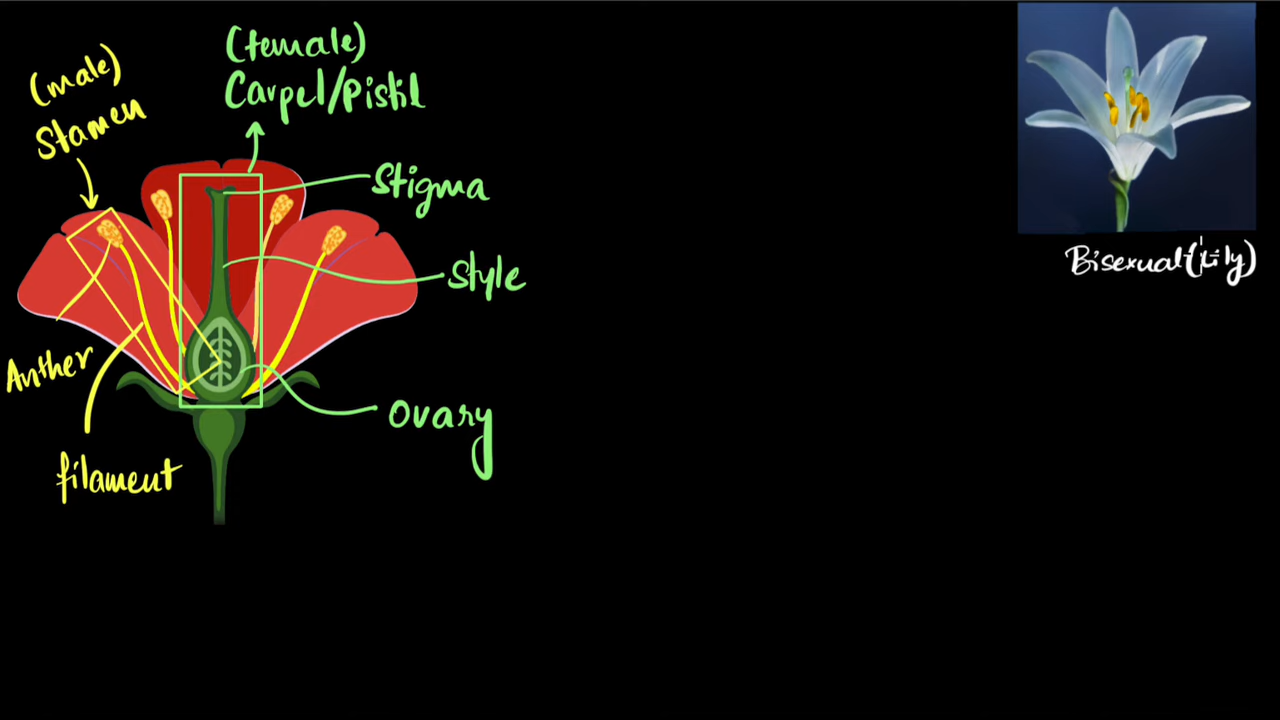 (male)
Stamen
(female)
Carpel/Pistil
Stigma
Style
Ovary
Anther
filament
Bisexual (Lily)